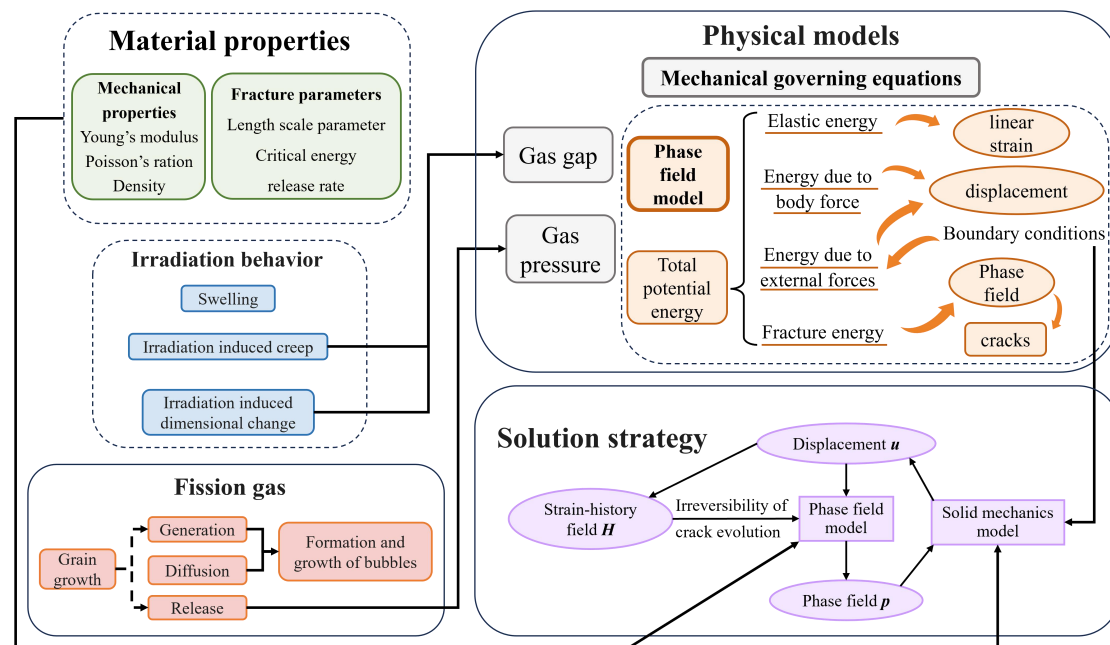 Material properties
Mechanical
properties
Young's modulus
Poisson's ration
Density
Fracture parameters
Length scale parameter
Critical energy
release rate
Irradiation behavior
Swelling
Irradiation induced creep
Irradiation induced
dimensional change
Fission gas
Grain
growth
Generation
Diffusion
Release
Formation and
growth of bubbles
Physical models
Mechanical governing equations
Gas gap
Gas
pressure
Phase
field
model
Total
potential
energy
Elastic energy
Energy due to
body force
Energy due to
external forces
Fracture energy
linear
strain
displacement
Boundary conditions
Phase
field
cracks
Solution strategy
Displacement u
Strain-history
field H
Irreversibility of
crack evolution
Phase field
model
Solid mechanics
model
Phase field p